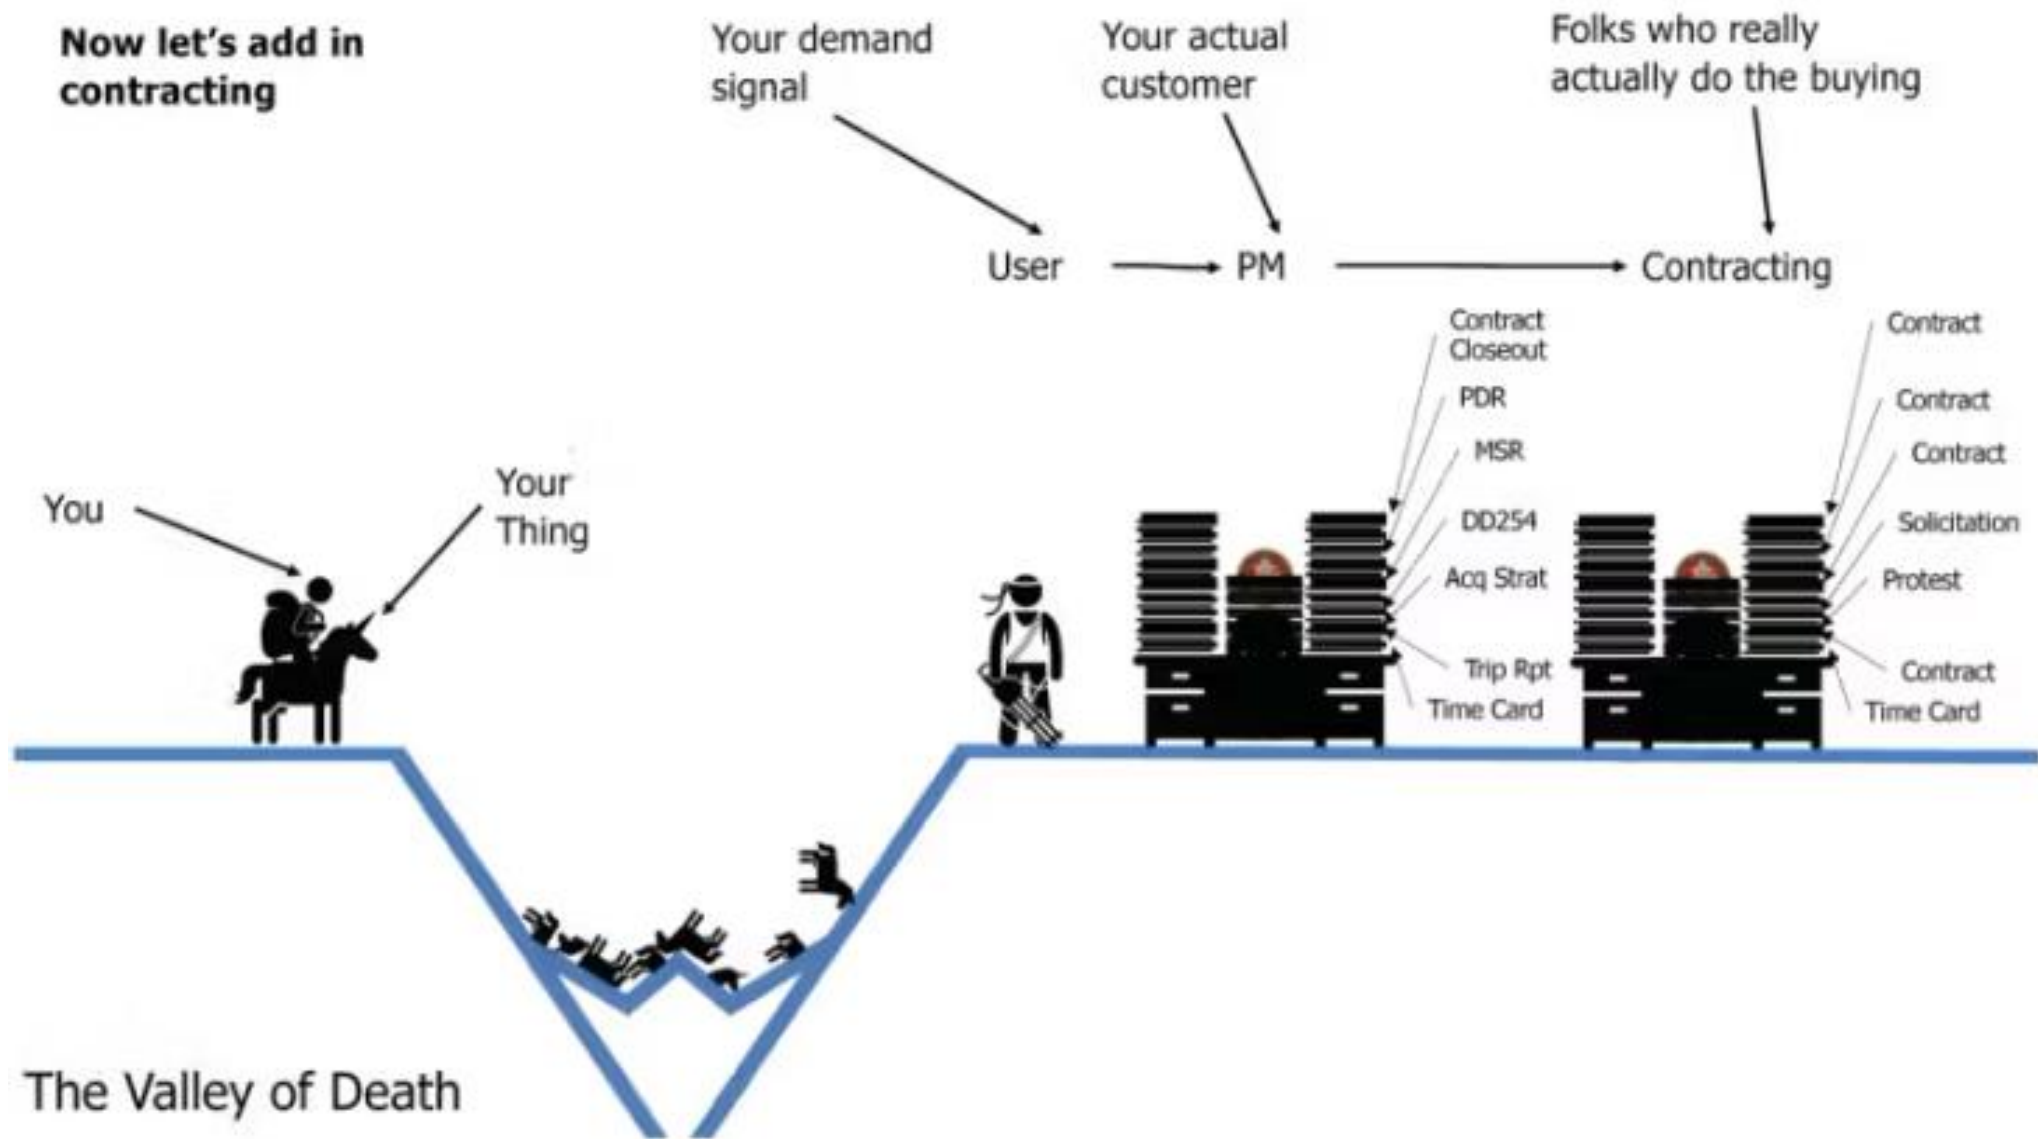 Now let's add in
contracting
Your demand
signal
Your actual
customer
Folks who really
actually do the buying
User
PM
Contracting
Contract
Closeout
PDR
MSR
DD254
Acq Strat
Trip Rpt
Time Card
Contract
Contract
Contract
Solicitation
Protest
Contract
Time Card
You
Your
Thing
The Valley of Death